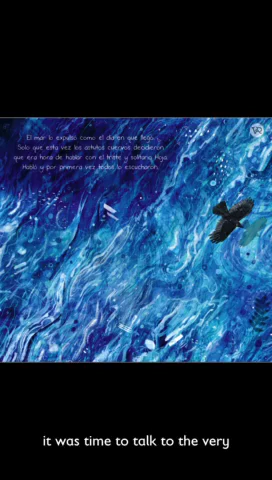 El mar lo expulsó como el día en que llegó.
Solo que esta vez los astutos cuervos decidieron
que era hora de hablar con el triste y solitario Hoja.
Habló y por primera vez todos lo escucharon.
it was time to talk to the very